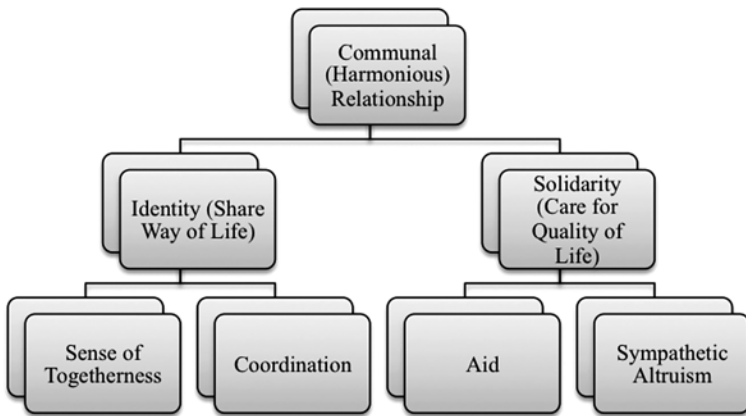 Communal
(Harmonious)
Relationship
Identity (Share
Way of Life)
Solidarity
(Care for
Quality of
Life)
Sense of
Togetherness
Coordination
Aid
Sympathetic
Altruism